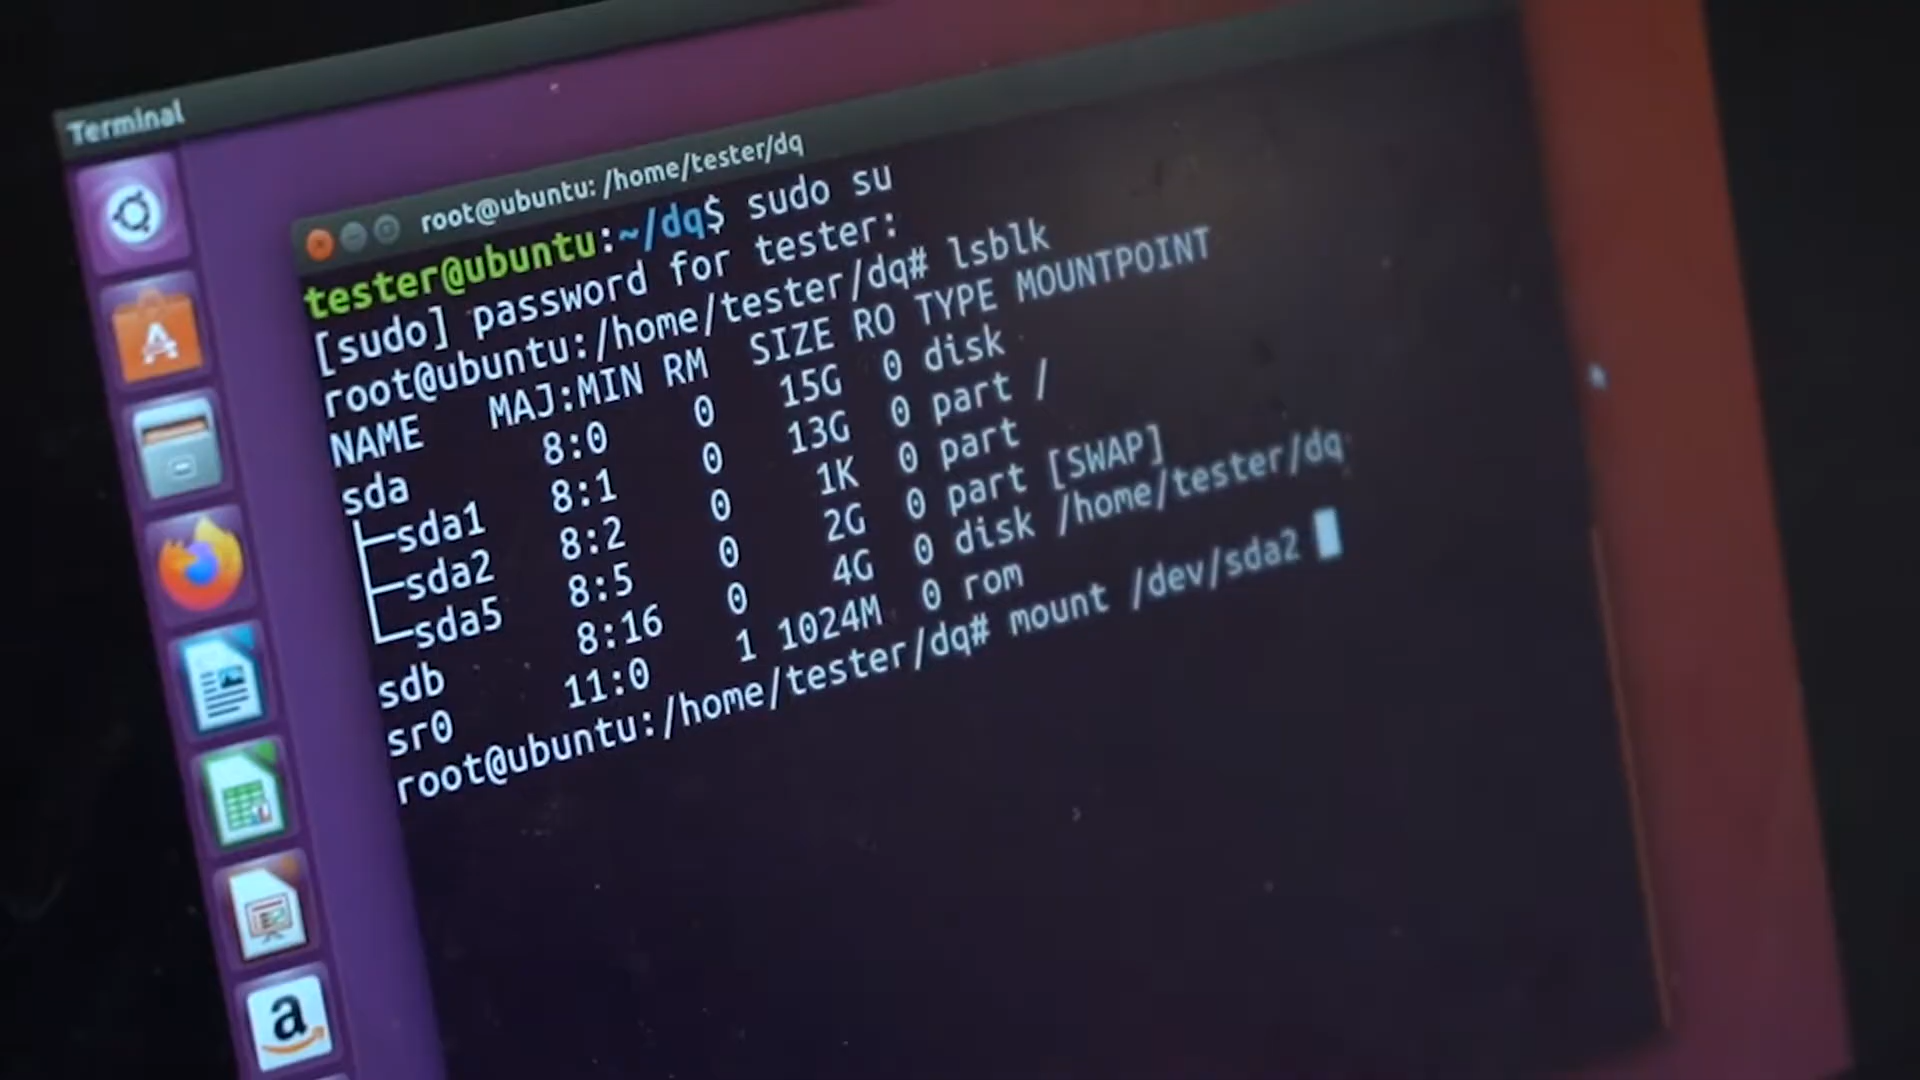 Terminal
root@ubuntu: /home/tester/dq
tester@ubuntu:~/dq$ sudo su
[sudo] password for tester:
root@ubuntu:/home/tester/dq# lsblk
NAME   MAJ:MIN RM  SIZE RO TYPE MOUNTPOINT
sda      8:0    0   15G  0 disk
├─sda1   8:1    0   13G  0 part /
├─sda2   8:2    0    1K  0 part
└─sda5   8:5    0    2G  0 part [SWAP]
sdb      8:16   0    4G  0 disk /home/tester/dq
sr0     11:0    1 1024M  0 rom
root@ubuntu:/home/tester/dq# mount /dev/sda2
a